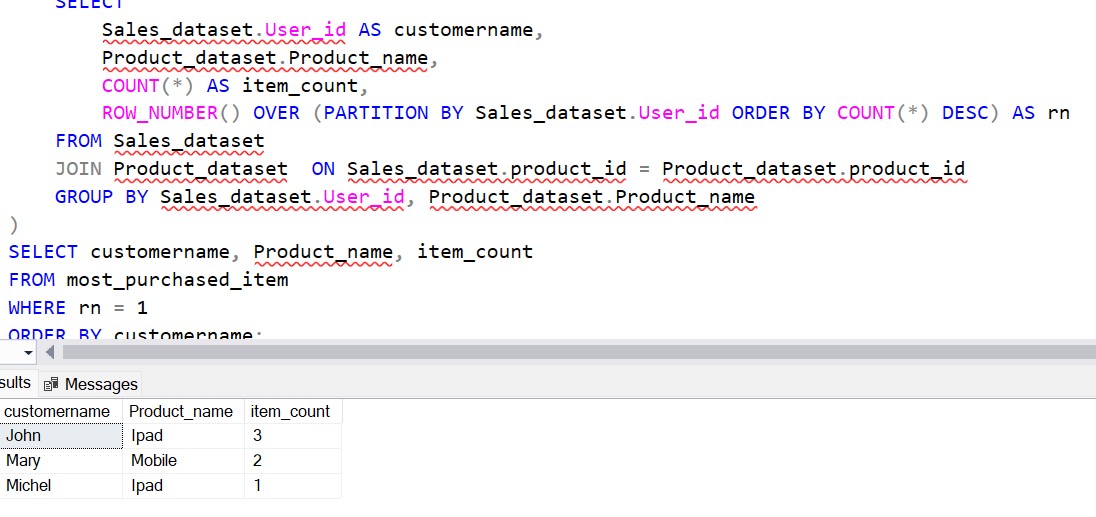 SELECT
Sales_dataset.User_id AS customername,
Product_dataset.Product_name,
COUNT(*) AS item_count,
ROW_NUMBER() OVER (PARTITION BY Sales_dataset.User_id ORDER BY COUNT(*) DESC) AS rn
FROM Sales_dataset
JOIN Product_dataset  ON Sales_dataset.product_id = Product_dataset.product_id
GROUP BY Sales_dataset.User_id, Product_dataset.Product_name
)
SELECT customername, Product_name, item_count
FROM most_purchased_item
WHERE rn = 1
ORDER BY customername;
sults Messages
customername Product_name item_count
John Ipad 3
Mary Mobile 2
Michel Ipad 1